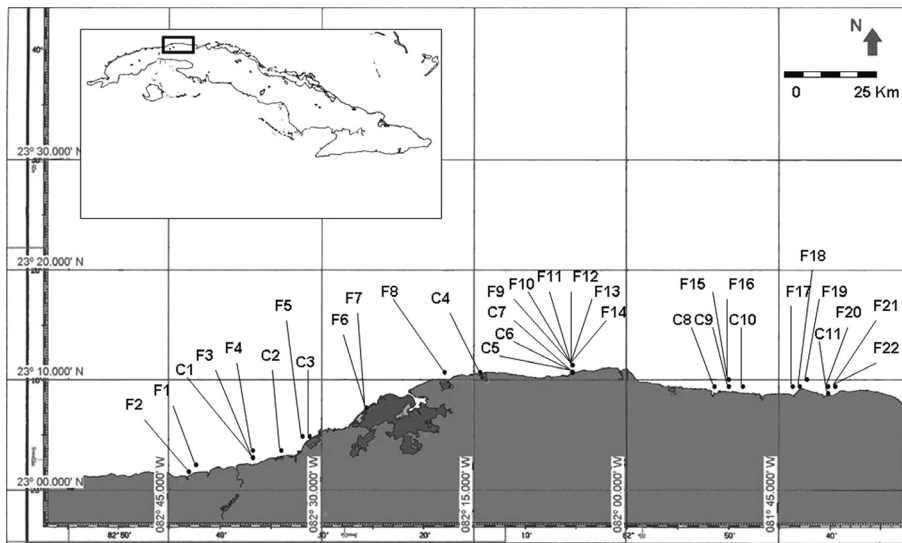 N
0 25 Km
40'
23° 30.000' N
23° 20.000' N
F18
F11 F12
F10 F13
F9 F14
C7
C6
C5
F8 C4
F7
F6
F5
F4 C2 C3
F3
C1
F1
F2
F15 F16
C8 C9 C10
F17 F19
F20 F21
C11 F22
23° 10.000' N
23° 00.000' N
082° 45.000' W
082° 30.000' W
082° 15.000' W
082° 00.000' W
081° 45.000' W
82° 50' 40' 30' 20' 10' 82° 50' 40'